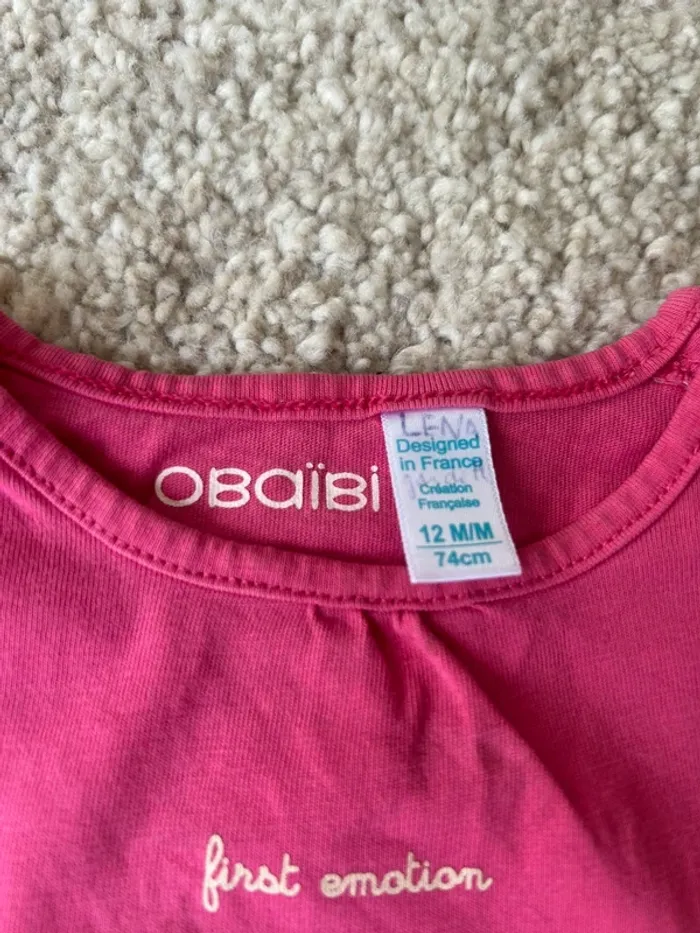 OBaïBi
LENA
Designed
in France
Création
Française
12 M/M
74cm
first emotion